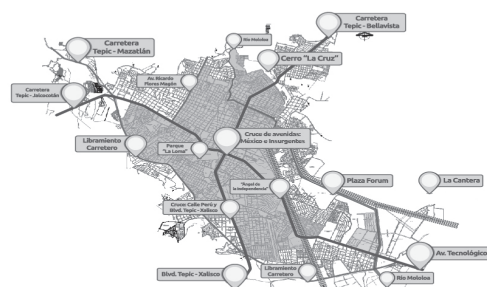 Carretera
Tepic - Bellavista
Río Mololoa
Carretera
Tepic - Mazatlán
Cerro "La Cruz"
Av. Ricardo
Flores Magón
Carretera
Tepic - Jalcocotán
Libramiento
Carretero
Parque
"La Loma"
Cruce de avenidas:
México e Insurgentes
"Ángel de
la Independencia"
Plaza Forum
La Cantera
Cruce: Calle Perú y
Blvd. Tepic - Xalisco
Av. Tecnológico
Blvd. Tepic - Xalisco
Libramiento
Carretero
Río Mololoa